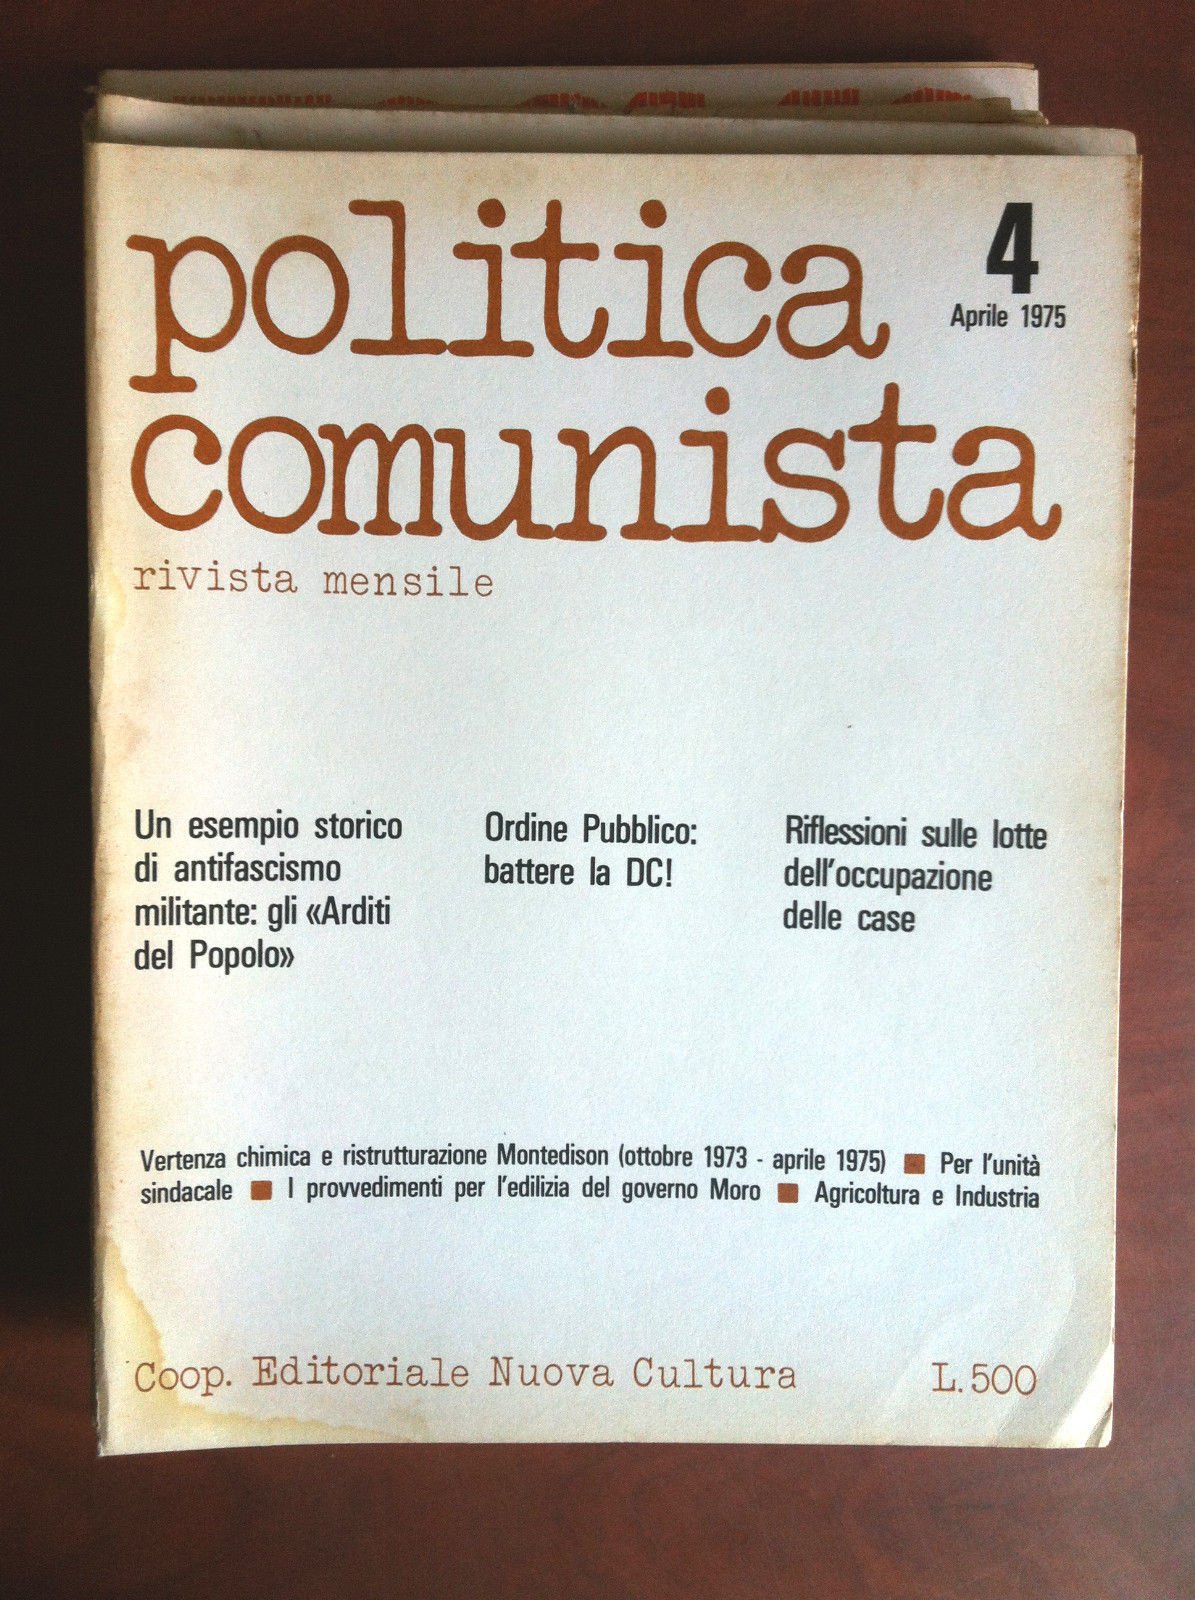 politica
4
Aprile 1975
comunista
rivista mensile
Un esempio storico
di antifascismo
militante: gli «Arditi
del Popolo»
Ordine Pubblico:
battere la DC!
Riflessioni sulle lotte
dell'occupazione
delle case
Vertenza chimica e ristrutturazione Montedison (ottobre 1973 - aprile 1975) ■ Per l'unità
sindacale ■ I provvedimenti per l'edilizia del governo Moro ■ Agricoltura e Industria
Coop. Editoriale Nuova Cultura
L.500